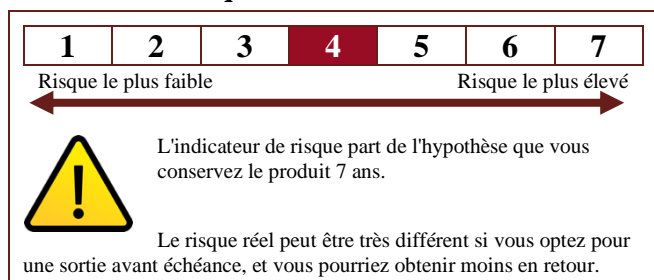 1 2 3 4 5 6 7
Risque le plus faible Risque le plus élevé
L'indicateur de risque part de l'hypothèse que vous
conservez le produit 7 ans.
Le risque réel peut être très différent si vous optez pour
une sortie avant échéance, et vous pourriez obtenir moins en retour.